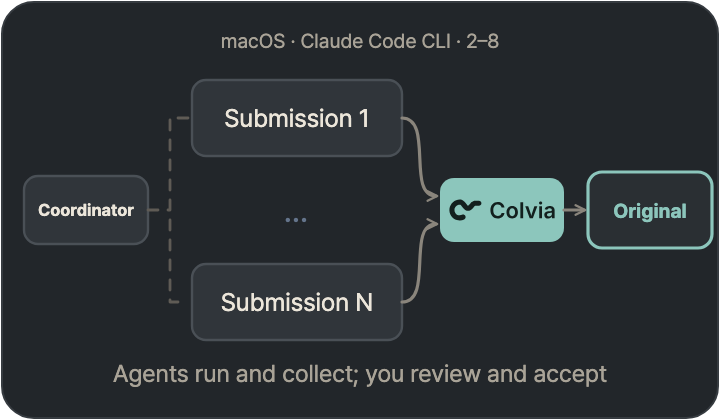 macOS · Claude Code CLI · 2–8
Submission 1
Coordinator
...
Colvia
Original
Submission N
Agents run and collect; you review and accept